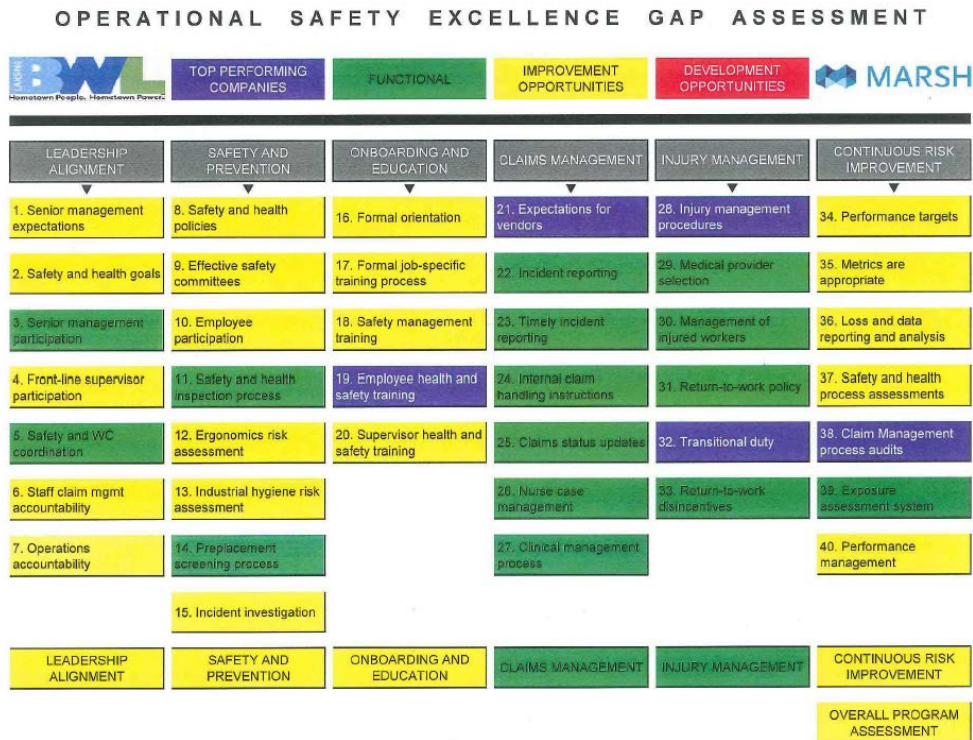 OPERATIONAL SAFETY EXCELLENCE GAP ASSESSMENT
LANSING
BWL
Hometown People. Hometown Power.
TOP PERFORMING
COMPANIES
FUNCTIONAL
IMPROVEMENT
OPPORTUNITIES
DEVELOPMENT
OPPORTUNITIES
MARSH
LEADERSHIP
ALIGNMENT
1. Senior management
expectations
2. Safety and health goals
3. Senior management
participation
4. Front-line supervisor
participation
5. Safety and WC
coordination
6. Staff claim mgmt
accountability
7. Operations
accountability
LEADERSHIP
ALIGNMENT
SAFETY AND
PREVENTION
8. Safety and health
policies
9. Effective safety
committees
10. Employee
participation
11. Safety and health
inspection process
12. Ergonomics risk
assessment
13. Industrial hygiene risk
assessment
14. Preplacement
screening process
15. Incident investigation
SAFETY AND
PREVENTION
ONBOARDING AND
EDUCATION
16. Formal orientation
17. Formal job-specific
training process
18. Safety management
training
19. Employee health and
safety training
20. Supervisor health and
safety training
ONBOARDING AND
EDUCATION
CLAIMS MANAGEMENT
21. Expectations for
vendors
22. Incident reporting
23. Timely incident
reporting
24. Internal claim
handling instructions
25. Claims status updates
26. Nurse case
management
27. Clinical management
process
CLAIMS MANAGEMENT
INJURY MANAGEMENT
28. Injury management
procedures
29. Medical provider
selection
30. Management of
injured workers
31. Return-to-work policy
32. Transitional duty
33. Return-to-work
disincentives
INJURY MANAGEMENT
CONTINUOUS RISK
IMPROVEMENT
34. Performance targets
35. Metrics are
appropriate
36. Loss and data
reporting and analysis
37. Safety and health
process assessments
38. Claim Management
process audits
39. Exposure
assessment system
40. Performance
management
CONTINUOUS RISK
IMPROVEMENT
OVERALL PROGRAM
ASSESSMENT